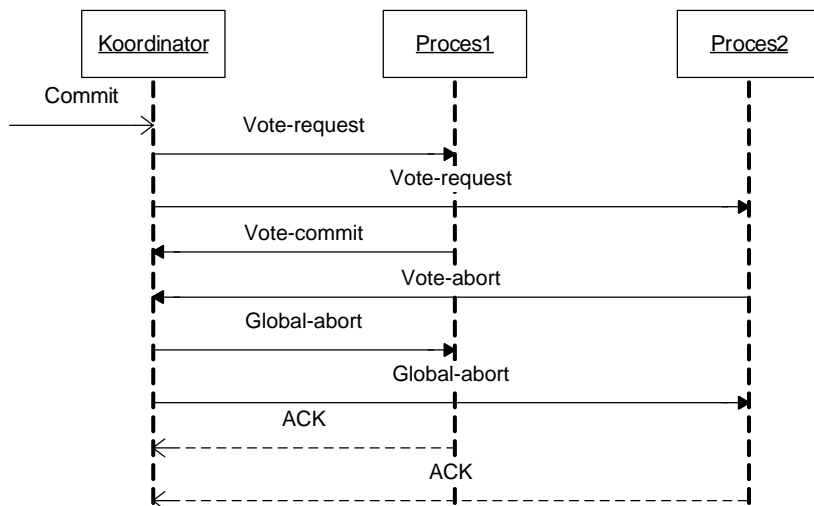 Koordinator
Proces1
Proces2
Commit
Vote-request
Vote-request
Vote-commit
Vote-abort
Global-abort
Global-abort
ACK
ACK